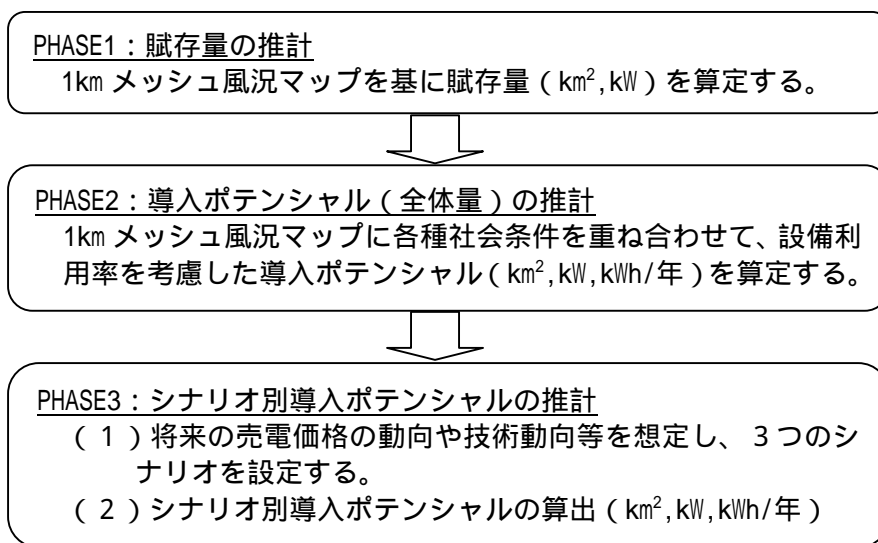 PHASE1：賦存量の推計
1km メッシュ風況マップを基に賦存量（km²,kW）を算定する。
PHASE2：導入ポテンシャル（全体量）の推計
1km メッシュ風況マップに各種社会条件を重ね合わせて、設備利
用率を考慮した導入ポテンシャル（km²,kW,kWh/年）を算定する。
PHASE3：シナリオ別導入ポテンシャルの推計
（１）将来の売電価格の動向や技術動向等を想定し、３つのシ
ナリオを設定する。
（２）シナリオ別導入ポテンシャルの算出（km²,kW,kWh/年）